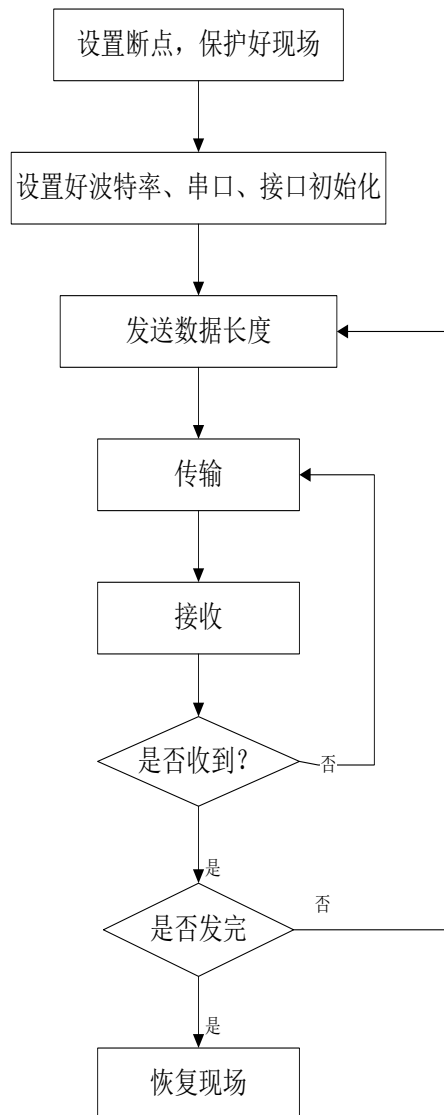 设置断点，保护好现场
设置好波特率、串口、接口初始化
发送数据长度
传输
接收
是否收到？
否
是
是否发完
否
是
恢复现场